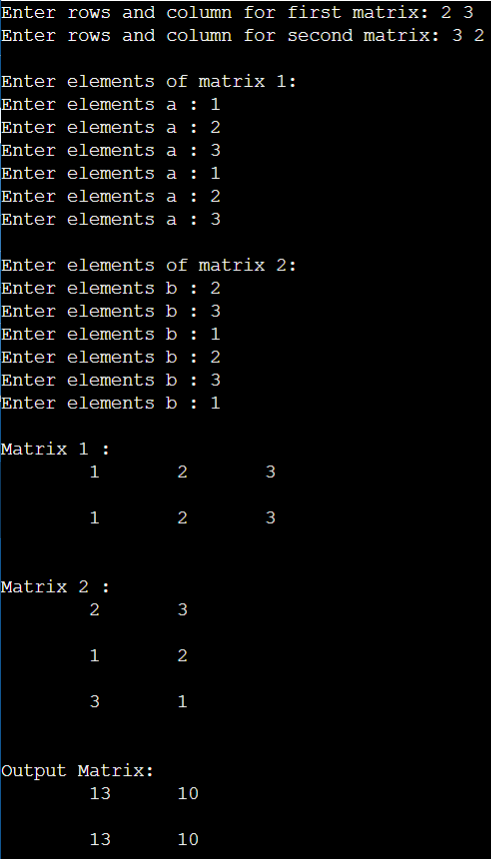 Enter rows and column for first matrix: 2 3
Enter rows and column for second matrix: 3 2
Enter elements of matrix 1:
Enter elements a : 1
Enter elements a : 2
Enter elements a : 3
Enter elements a : 1
Enter elements a : 2
Enter elements a : 3
Enter elements of matrix 2:
Enter elements b : 2
Enter elements b : 3
Enter elements b : 1
Enter elements b : 2
Enter elements b : 3
Enter elements b : 1
Matrix 1 :
1 2 3
1 2 3
Matrix 2 :
2 3
1 2
3 1
Output Matrix:
13 10
13 10